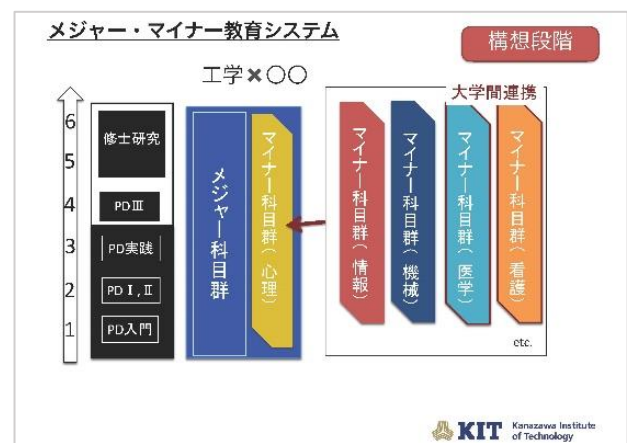 メジャー・マイナー教育システム
構想段階
工学×〇〇
大学間連携
6
5
4
3
2
1
修士研究
PDⅢ
PD実践
PDⅠ,Ⅱ
PD入門
メジャー科目群
マイナー科目群(心理)
マイナー科目群(情報)
マイナー科目群(機械)
マイナー科目群(医学)
マイナー科目群(看護)
etc.
KIT
Kanazawa Institute
of Technology